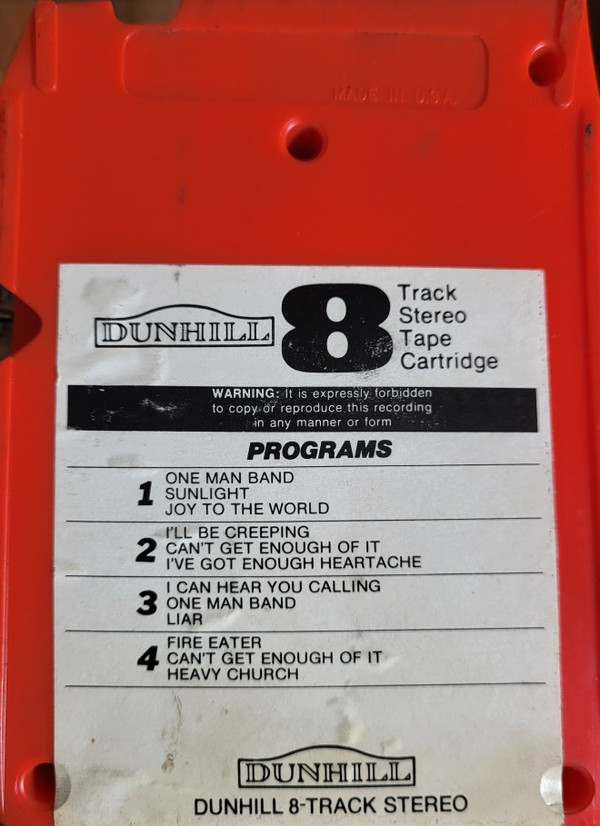 MADE IN U.S.A.
DUNHILL
8
Track
Stereo
Tape
Cartridge
WARNING: It is expressly forbidden
to copy or reproduce this recording
in any manner or form
PROGRAMS
1
ONE MAN BAND
SUNLIGHT
JOY TO THE WORLD
2
I'LL BE CREEPING
CAN'T GET ENOUGH OF IT
I'VE GOT ENOUGH HEARTACHE
3
I CAN HEAR YOU CALLING
ONE MAN BAND
LIAR
4
FIRE EATER
CAN'T GET ENOUGH OF IT
HEAVY CHURCH
DUNHILL
DUNHILL 8-TRACK STEREO